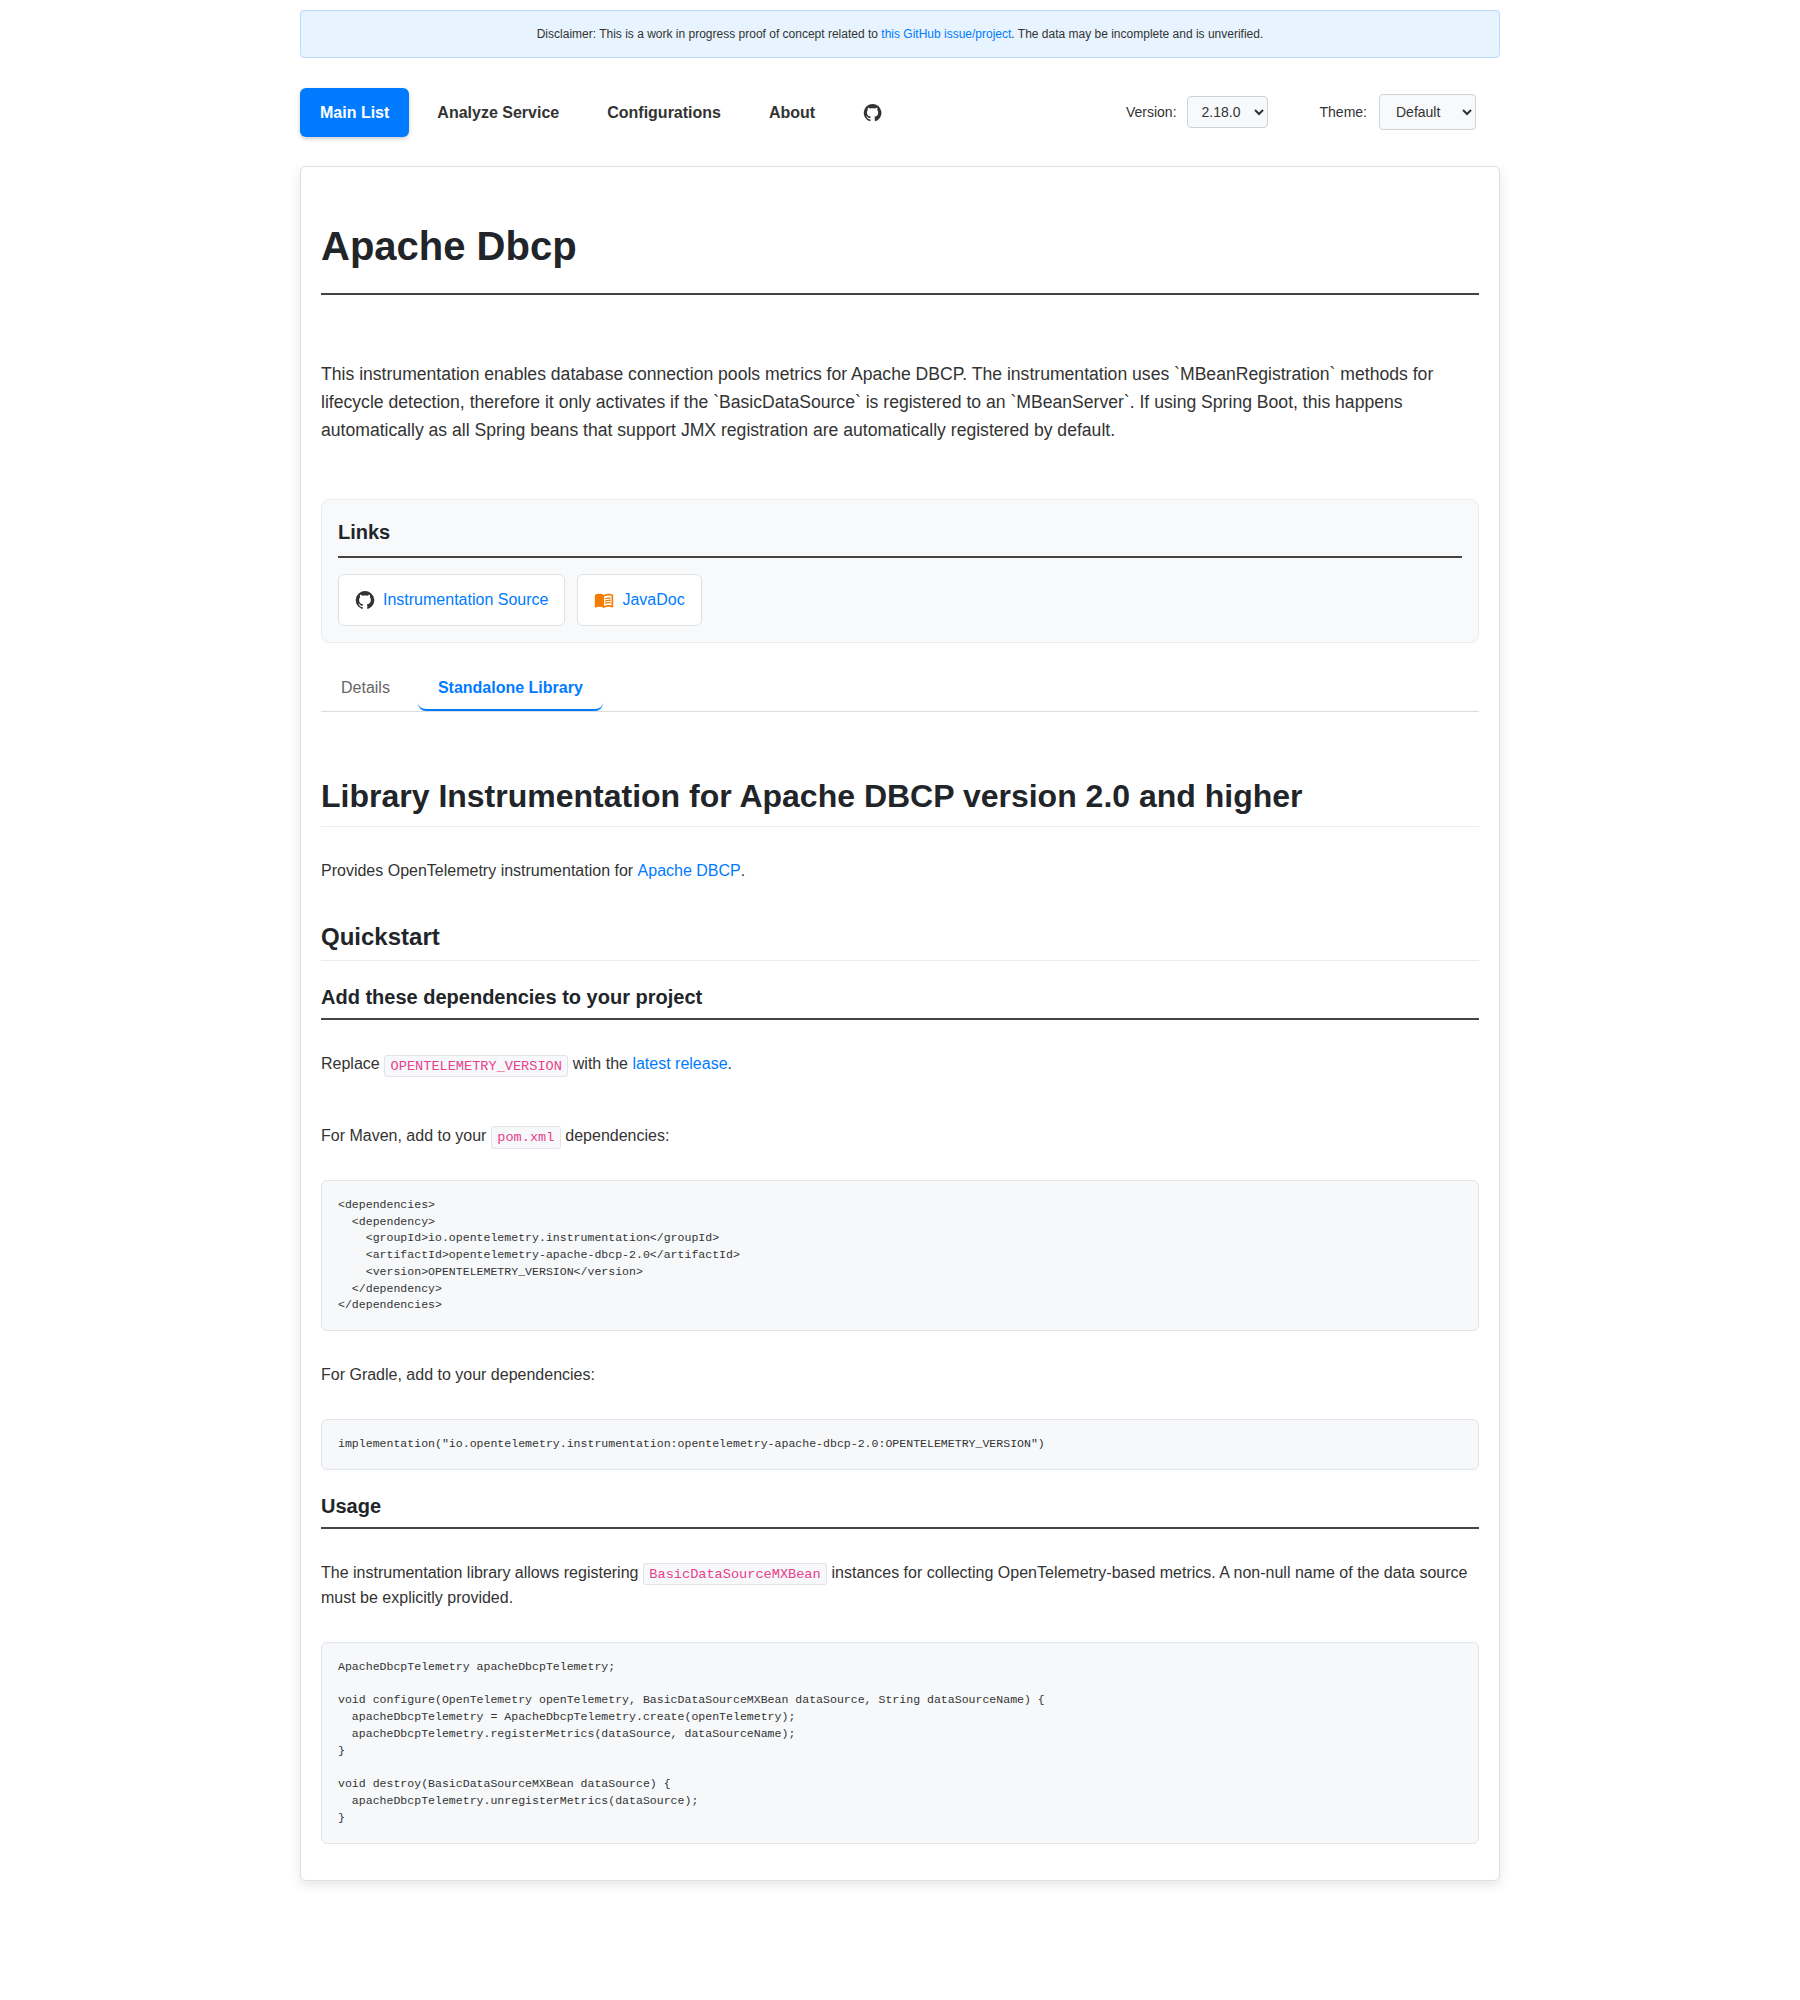 Disclaimer: This is a work in progress proof of concept related to this GitHub issue/project. The data may be incomplete and is unverified.
Main List
Analyze Service
Configurations
About
Version:
2.18.0
Theme:
Default
Apache Dbcp
This instrumentation enables database connection pools metrics for Apache DBCP. The instrumentation uses `MBeanRegistration` methods for
lifecycle detection, therefore it only activates if the `BasicDataSource` is registered to an `MBeanServer`. If using Spring Boot, this happens
automatically as all Spring beans that support JMX registration are automatically registered by default.
Links
Instrumentation Source
JavaDoc
Details
Standalone Library
Library Instrumentation for Apache DBCP version 2.0 and higher
Provides OpenTelemetry instrumentation for Apache DBCP.
Quickstart
Add these dependencies to your project
Replace OPENTELEMETRY_VERSION with the latest release.
For Maven, add to your pom.xml dependencies:
<dependencies>
  <dependency>
    <groupId>io.opentelemetry.instrumentation</groupId>
    <artifactId>opentelemetry-apache-dbcp-2.0</artifactId>
    <version>OPENTELEMETRY_VERSION</version>
  </dependency>
</dependencies>
For Gradle, add to your dependencies:
implementation("io.opentelemetry.instrumentation:opentelemetry-apache-dbcp-2.0:OPENTELEMETRY_VERSION")
Usage
The instrumentation library allows registering BasicDataSourceMXBean instances for collecting OpenTelemetry-based metrics. A non-null name of the data source
must be explicitly provided.
ApacheDbcpTelemetry apacheDbcpTelemetry;
void configure(OpenTelemetry openTelemetry, BasicDataSourceMXBean dataSource, String dataSourceName) {
  apacheDbcpTelemetry = ApacheDbcpTelemetry.create(openTelemetry);
  apacheDbcpTelemetry.registerMetrics(dataSource, dataSourceName);
}
void destroy(BasicDataSourceMXBean dataSource) {
  apacheDbcpTelemetry.unregisterMetrics(dataSource);
}